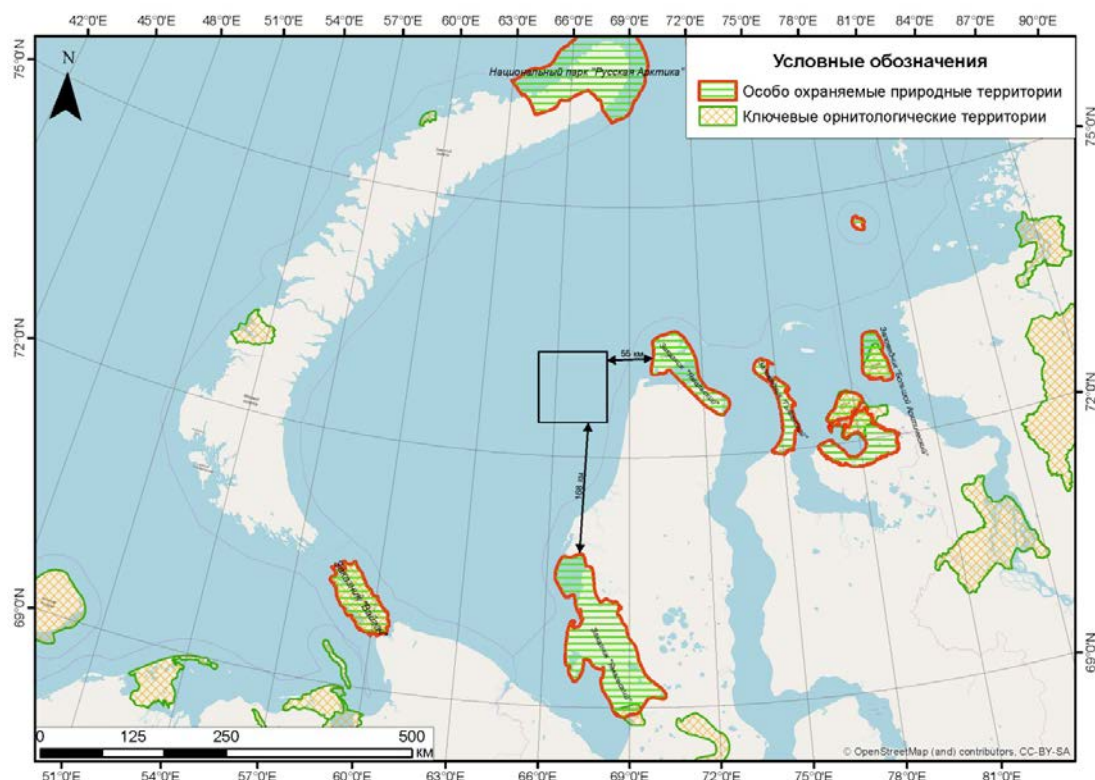 42°0'E 45°0'E 48°0'E 51°0'E 54°0'E 57°0'E 60°0'E 63°0'E 66°0'E 69°0'E 72°0'E 75°0'E 78°0'E 81°0'E 84°0'E 87°0'E 90°0'E
75°0'N
N
Национальный парк "Русская Арктика"
Условные обозначения
Особо охраняемые природные территории
Ключевые орнитологические территории
75°0'N
72°0'N
55 км
72°0'N
Заповедник "Большой Арктический"
168 км
69°0'N
Заказник "Вайгач"
69°0'N
0 125 250 500
КМ
© OpenStreetMap (and) contributors, CC-BY-SA
51°0'E 54°0'E 57°0'E 60°0'E 63°0'E 66°0'E 69°0'E 72°0'E 75°0'E 78°0'E 81°0'E